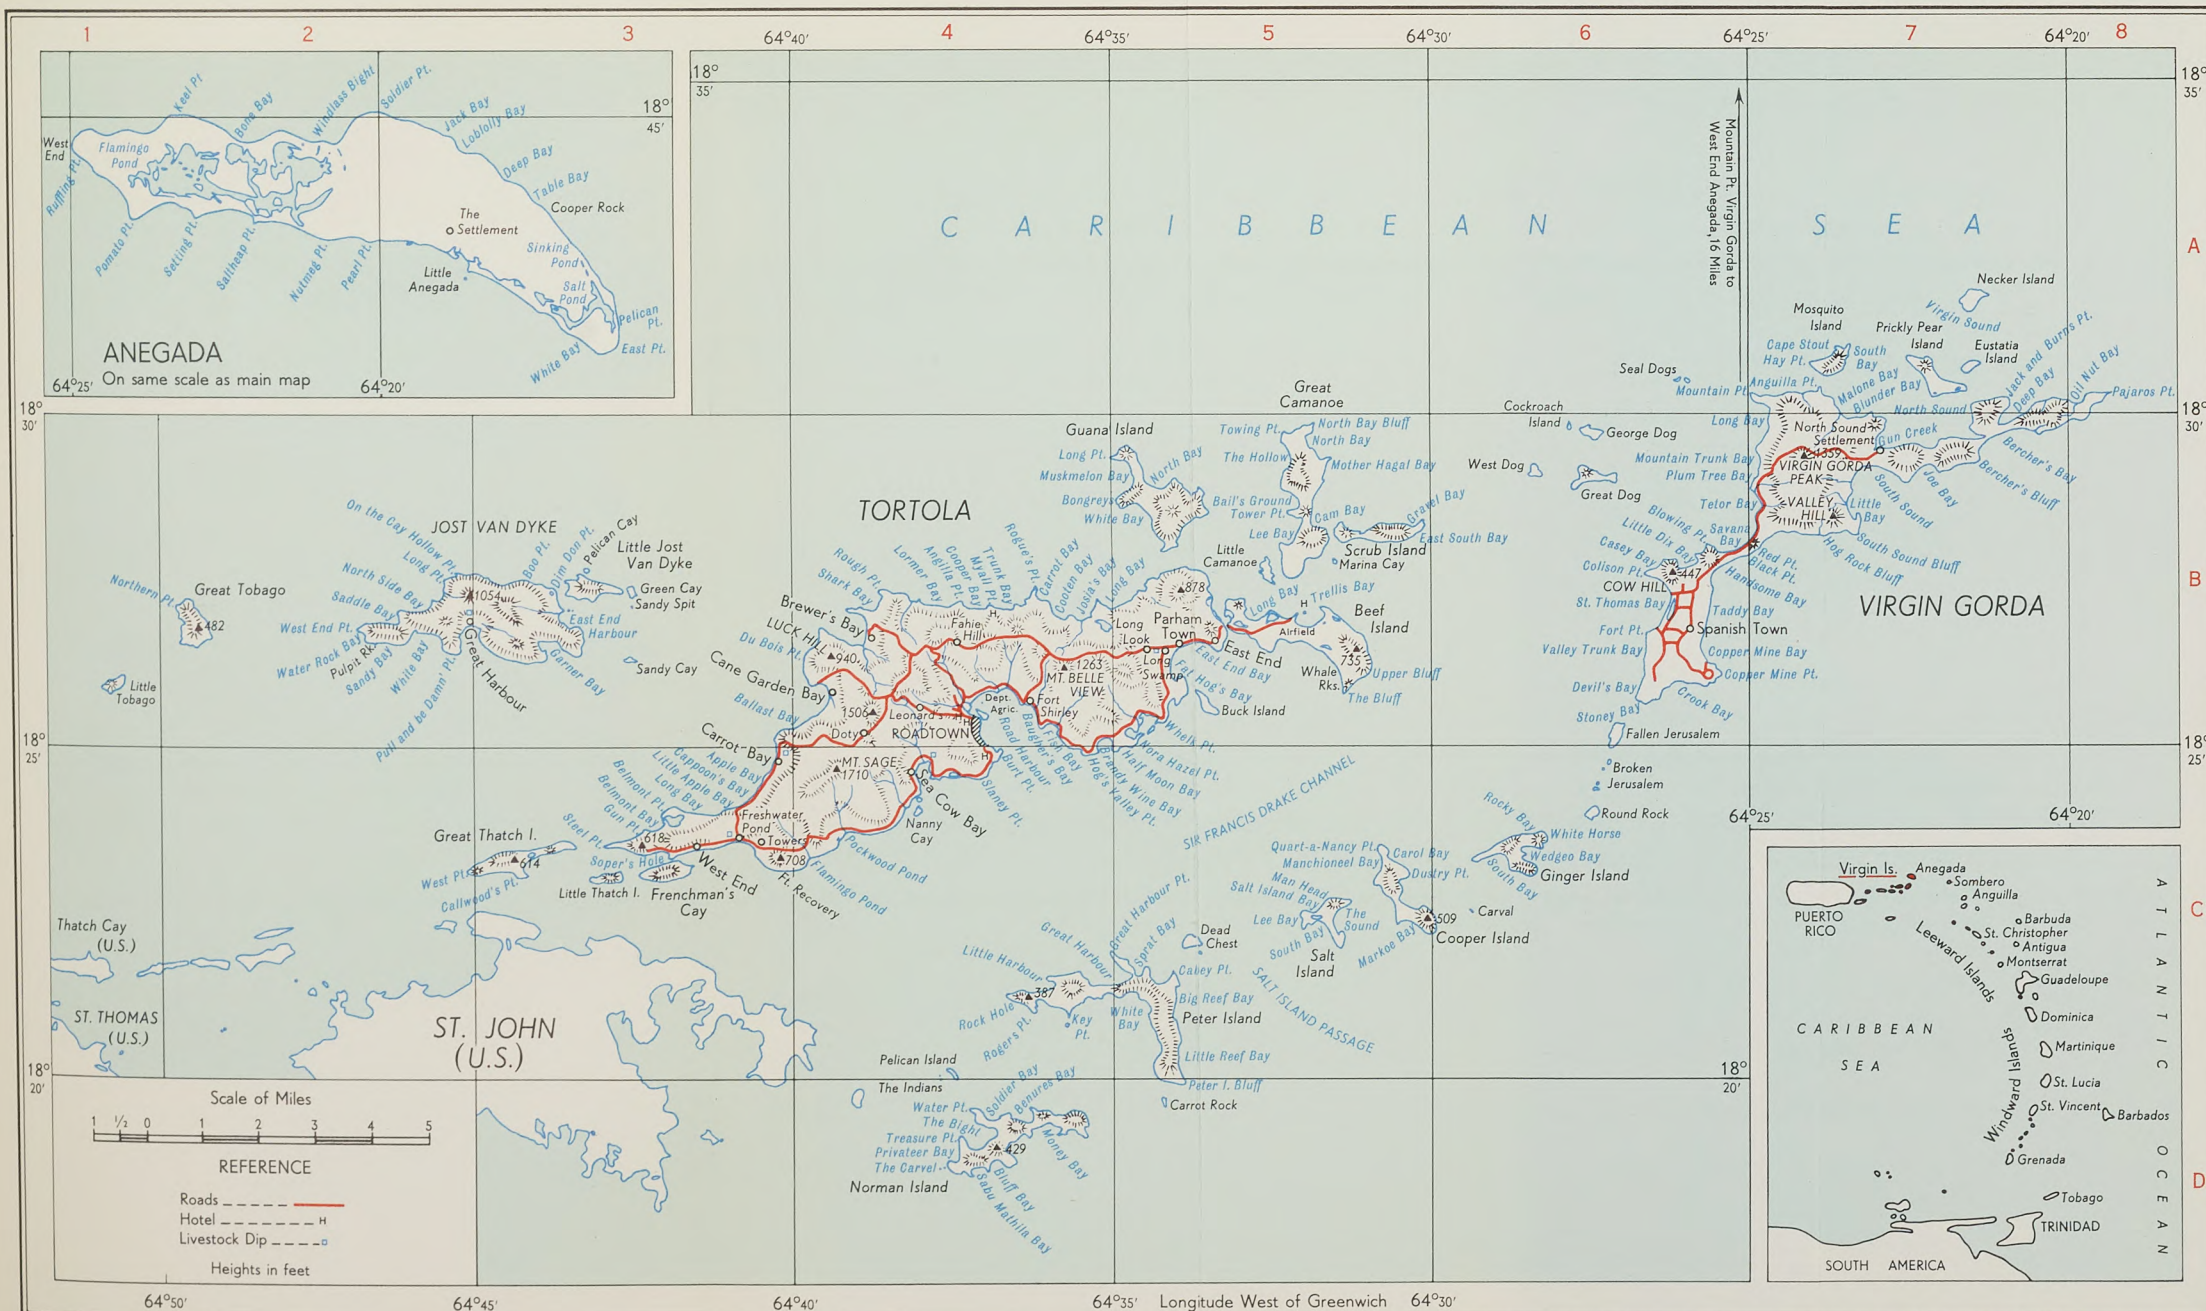 1 2 3 4 5 6 7 8
64°40′ 64°35′ 64°30′ 64°25′ 64°20′
18°
35′
18°
35′
Keel Pt
Bone Bay
Windlass Bight
Soldier Pt.
Jack Bay
Loblolly Bay
Deep Bay
Table Bay
Cooper Rock
18°
45′
West
End
Flamingo
Pond
Ruffling Pt.
Pomato Pt.
Setting Pt.
Saltheap Pt.
Nutmeg Pt.
Pearl Pt.
The
Settlement
Little
Anegada
Sinking
Pond
Salt
Pond
Pelican
Pt.
East Pt.
White Bay
ANEGADA
On same scale as main map
64°25′
64°20′
CARIBBEAN SEA
Mountain Pt. Virgin Gorda to
West End Anegada, 16 Miles
A
B
C
D
18°
30′
18°
30′
Necker Island
Virgin Sound
Mosquito
Island
Prickly Pear
Island
Eustatia
Island
Cape Stout
Hay Pt.
South
Bay
Jack and Burns Pt.
Deep Bay
Oil Nut Bay
Pajaros Pt.
Malone Bay
Blunder Bay
Seal Dogs
Mountain Pt.
Anguilla Pt.
Long Bay
North Sound
North Sound
Settlement
Gun Creek
Bercher's Bay
Bercher's Bluff
Joe Bay
South Sound
Mountain Trunk Bay
Plum Tree Bay
1359
VIRGIN GORDA
PEAK
VALLEY
HILL
Little
Bay
Tetor Bay
Savana
Bay
Blowing Pt.
Little Dix Bay
Casey Bay
Colison Pt.
Red Pt.
Black Pt.
Handsome Bay
Hog Rock Bluff
South Sound Bluff
447
COW HILL
St. Thomas Bay
Taddy Bay
Fort Pt.
Spanish Town
Valley Trunk Bay
Copper Mine Bay
Copper Mine Pt.
Devil's Bay
Crook Bay
Stoney Bay
Fallen Jerusalem
VIRGIN GORDA
Broken
Jerusalem
Round Rock
Cockroach
Island
George Dog
West Dog
Great Dog
Great
Camanoe
Towing Pt.
North Bay Bluff
North Bay
The Hollow
Mother Hagal Bay
Bail's Ground
Tower Pt.
Cam Bay
Gravel Bay
Lee Bay
East South Bay
Scrub Island
Marina Cay
Little
Camanoe
Guana Island
Long Pt.
Muskmelon Bay
North Bay
Bongreys
White Bay
TORTOLA
Rough Pt.
Shark Bay
Lormer Bay
Angilla Pt.
Cooper Bay
Myall Pt.
Trunk Bay
Rogue's Pt.
Carrot Bay
Cooten Bay
Josia's Bay
Long Bay
878
Long Bay
Trellis Bay
H
Beef
Island
Airfield
735
Whale
Rks.
Upper Bluff
The Bluff
Brewer's Bay
LUCK HILL
Du Bois Pt.
940
Fahie
Hill
H
Long
Look
Parham
Town
East End
East End Bay
Long
Swamp
Fat Hog's Bay
Buck Island
1263
MT. BELLE
VIEW
Cane Garden Bay
Ballast Bay
1506
Leonard's
H
Dept.
Agric.
Fort
Shirley
ROADTOWN
H
Doty
Road Harbour
Baugher's Bay
Fish Bay
Hog's Valley Pt.
Brandy Wine Bay
Half Moon Bay
Nora Hazel Pt.
Whelk Pt.
Burt Pt.
Slaney Pt.
Carrot Bay
Apple Bay
Cappoon's Bay
Little Apple Bay
Long Bay
Belmont Pt.
Belmont Bay
Gun Pt.
Steel Pt.
MT. SAGE
1710
Sea Cow Bay
Nanny
Cay
Freshwater
Pond
Towers
618
708
Soper's Hole
West End
Ft. Recovery
Flamingo Pond
Pockwood Pond
Little Thatch I.
Frenchman's
Cay
Great Thatch I.
614
West Pt.
Callwood's Pt.
JOST VAN DYKE
On the Cay Hollow Pt.
Long Pt.
North Side Bay
Saddle Bay
West End Pt.
Water Rock Bay
Pulpit Rk.
Sandy Bay
White Bay
Pull and be Damn' Pt.
Great Harbour
Garner Bay
1054
Boo Pt.
Dim Don Pt.
Pelican Cay
Little Jost
Van Dyke
Green Cay
Sandy Spit
East End
Harbour
Sandy Cay
Great Tobago
Northern Pt.
482
Little
Tobago
18°
25′
18°
25′
64°25′
64°20′
SIR FRANCIS DRAKE CHANNEL
Rocky Bay
White Horse
Wedgeo Bay
South Bay
Ginger Island
Quart-a-Nancy Pt.
Manchioneel Bay
Carol Bay
Dustry Pt.
509
Carval
Cooper Island
Markoe Bay
Man Head
Salt Island Bay
Lee Bay
The
Sound
South Bay
Salt
Island
SALT ISLAND PASSAGE
Dead
Chest
Great Harbour Pt.
Sprat Bay
Great Harbour
Little Harbour
Cabey Pt.
387
Rock Hole
Rogers Pt.
Key
Pt.
White
Bay
Big Reef Bay
Peter Island
Little Reef Bay
Peter I. Bluff
Carrot Rock
Pelican Island
The Indians
Soldier Bay
Benures Bay
Water Pt.
The Bight
Treasure Pt.
Privateer Bay
The Carvel
429
Money Bay
Bluff Bay
Sabu Mathila Bay
Norman Island
Thatch Cay
(U.S.)
ST. THOMAS
(U.S.)
ST. JOHN
(U.S.)
18°
20′
18°
20′
Scale of Miles
1 ½ 0 1 2 3 4 5
REFERENCE
Roads
Hotel H
Livestock Dip
Heights in feet
64°50′ 64°45′ 64°40′ 64°35′ Longitude West of Greenwich 64°30′
Virgin Is.
Anegada
Sombero
Anguilla
PUERTO
RICO
Barbuda
St. Christopher
Antigua
Montserrat
Leeward Islands
Guadeloupe
Dominica
Martinique
St. Lucia
St. Vincent
Barbados
Windward Islands
Grenada
Tobago
TRINIDAD
CARIBBEAN
SEA
ATLANTIC OCEAN
SOUTH AMERICA